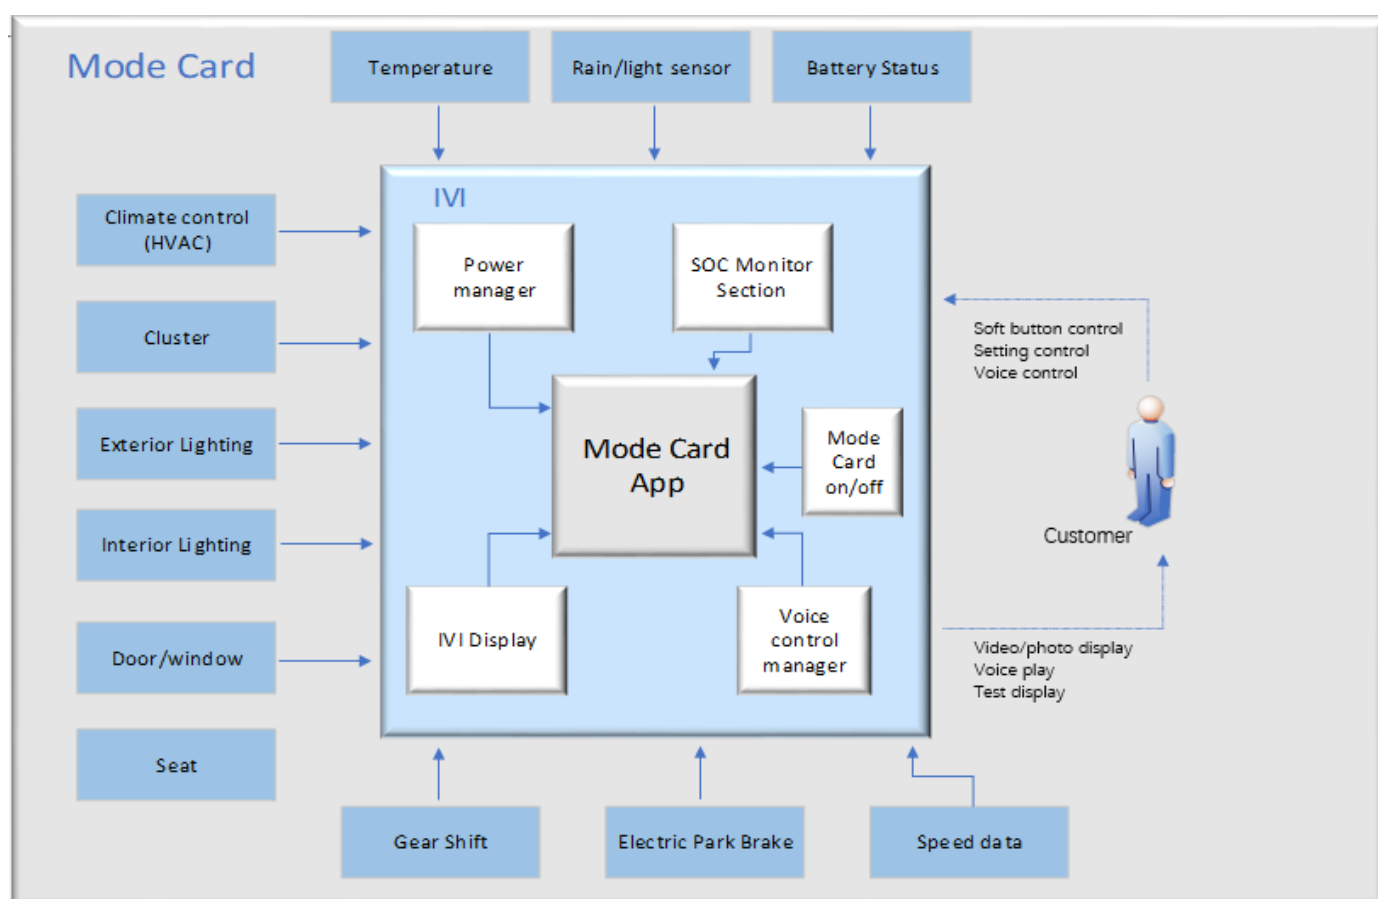 Mode Card
Temperature
Rain/light sensor
Battery Status
IVI
Climate control
(HVAC)
Power
manager
SOC Monitor
Section
Cluster
Soft button control
Setting control
Voice control
Exterior Lighting
Mode Card
App
Mode
Card
on/off
Customer
Interior Lighting
Door/window
IVI Display
Voice
control
manager
Video/photo display
Voice play
Test display
Seat
Gear Shift
Electric Park Brake
Speed data